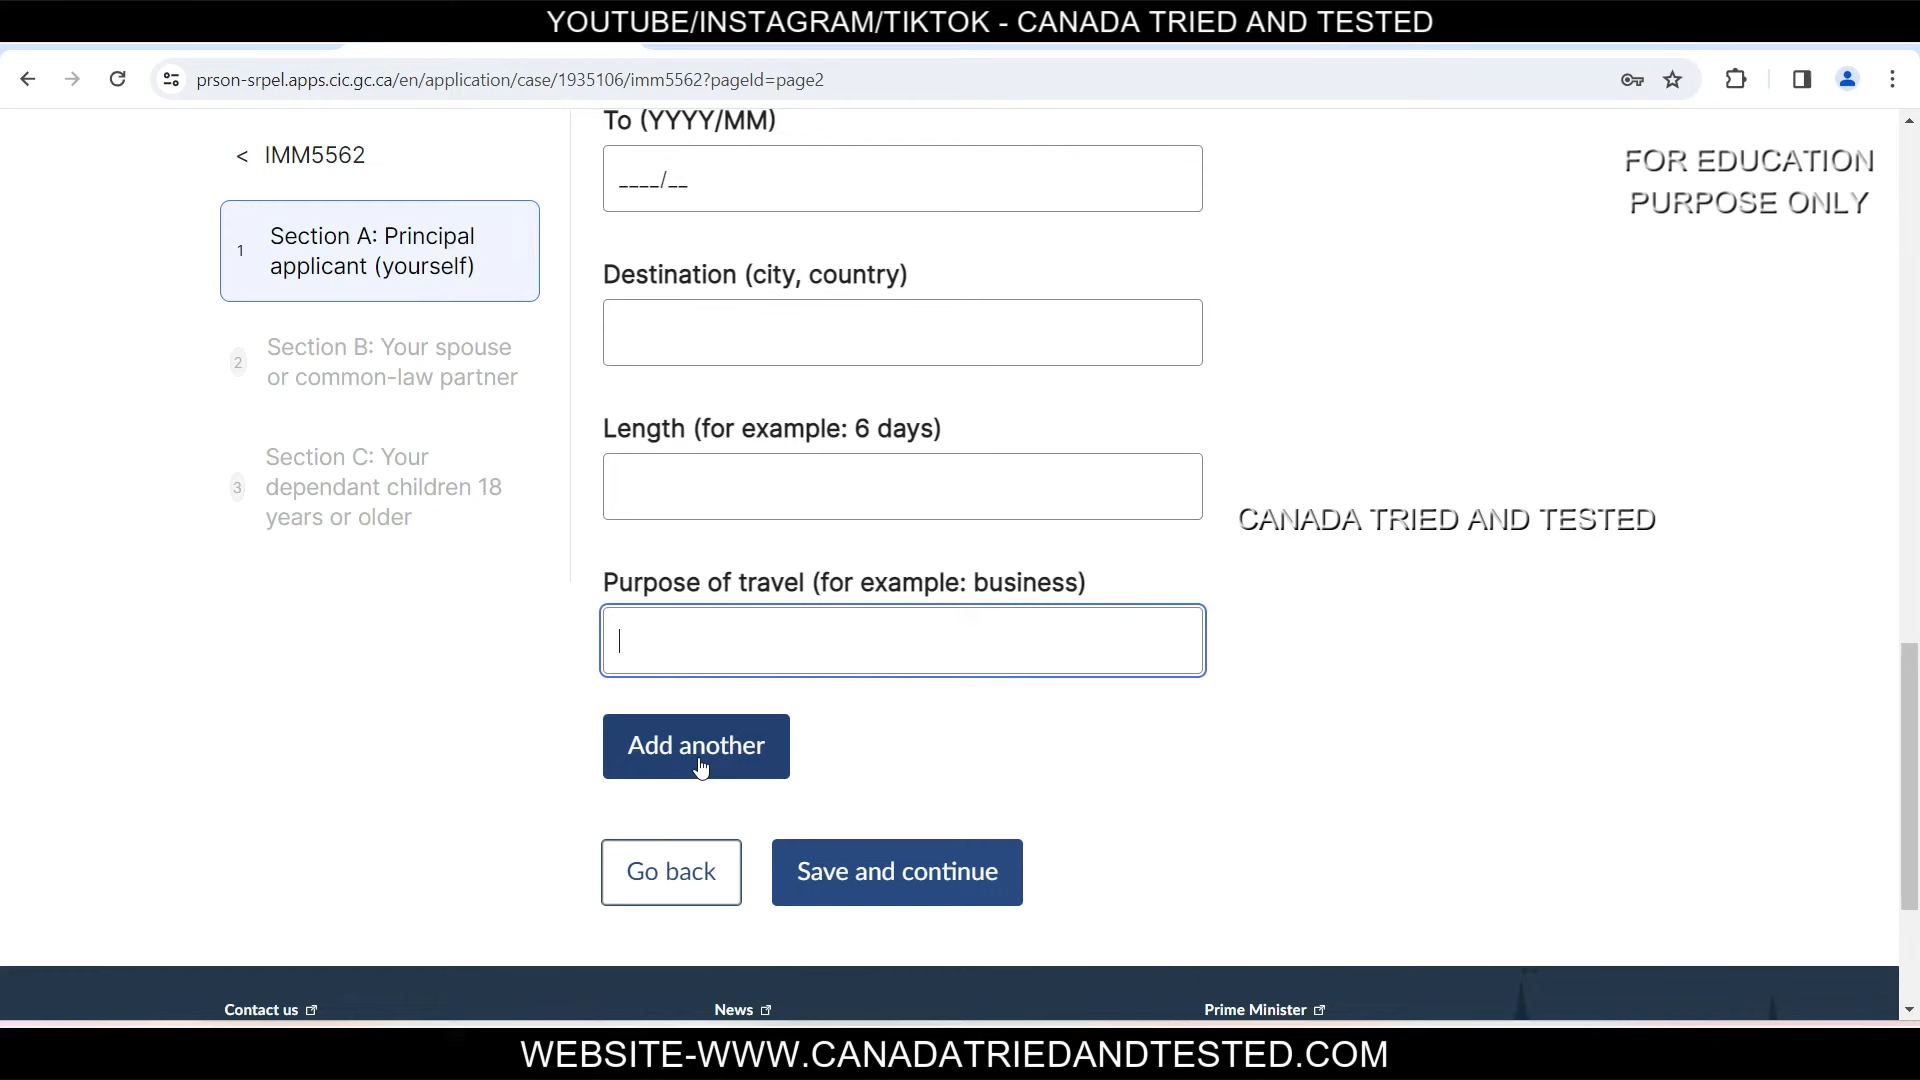 YOUTUBE/INSTAGRAM/TIKTOK - CANADA TRIED AND TESTED
prson-srpel.apps.cic.gc.ca/en/application/case/1935106/imm5562?pageId=page2
< IMM5562
1
Section A: Principal
applicant (yourself)
2
Section B: Your spouse
or common-law partner
3
Section C: Your
dependant children 18
years or older
To (YYYY/MM)
____/__
Destination (city, country)
Length (for example: 6 days)
Purpose of travel (for example: business)
Add another
Go back
Save and continue
FOR EDUCATION
PURPOSE ONLY
CANADA TRIED AND TESTED
Contact us
News
Prime Minister
WEBSITE-WWW.CANADATRIEDANDTESTED.COM